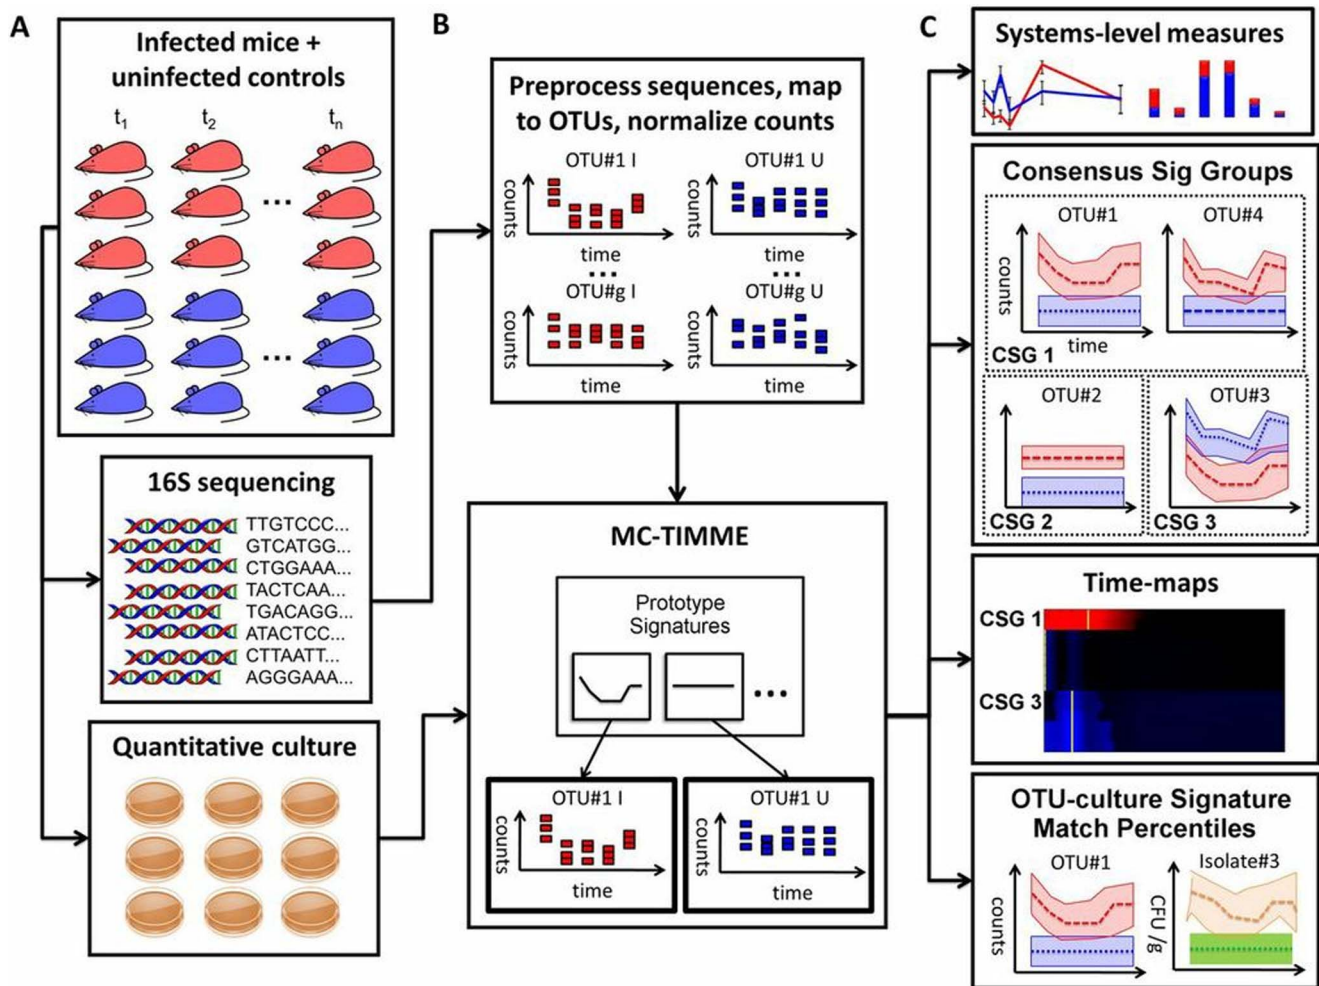 A
Infected mice +
uninfected controls
t1 t2 tn
...
...
16S sequencing
TTGTCCC...
GTCATGG...
CTGGAAA...
TACTCAA...
TGACAGG...
ATACTCC...
CTTAATT...
AGGGAAA...
Quantitative culture
B
Preprocess sequences, map
to OTUs, normalize counts
OTU#1 I OTU#1 U
counts counts
time time
... ...
OTU#g I OTU#g U
counts counts
time time
MC-TIMME
Prototype
Signatures
...
OTU#1 I OTU#1 U
counts counts
time time
C
Systems-level measures
Consensus Sig Groups
OTU#1 OTU#4
counts
time
CSG 1
OTU#2 OTU#3
CSG 2 CSG 3
Time-maps
CSG 1
CSG 3
OTU-culture Signature
Match Percentiles
OTU#1 Isolate#3
counts CFU /g